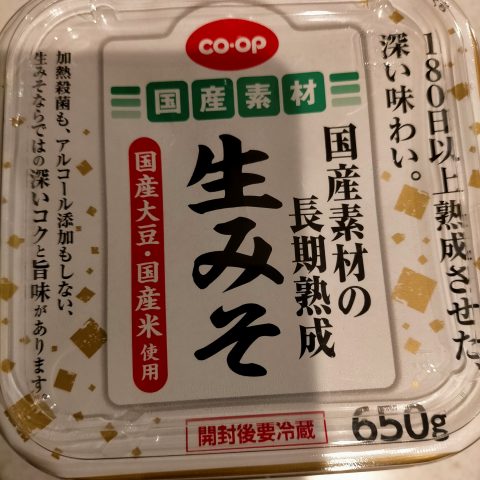 CO·OP
国産素材
180日以上熟成させた、
深い味わい。
国産素材の
長期熟成
生みそ
国産大豆・国産米使用
加熱殺菌も、アルコール添加もしない、
生みそならではの深いコクと旨味があります。
開封後要冷蔵
650g